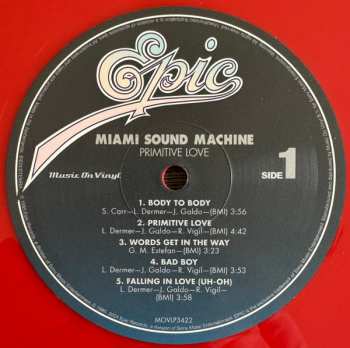 Epic
MIAMI SOUND MACHINE
PRIMITIVE LOVE
Music On Vinyl
SIDE 1
1. BODY TO BODY
S. Carr—L. Dermer—J. Galdo—(BMI) 3:56
2. PRIMITIVE LOVE
L. Dermer—J. Galdo—R. Vigil—(BMI) 4:42
3. WORDS GET IN THE WAY
G. M. Estefan—(BMI) 3:23
4. BAD BOY
L. Dermer—J. Galdo—R. Vigil—(BMI) 3:53
5. FALLING IN LOVE (UH-OH)
L. Dermer—J. Galdo—R. Vigil—
(BMI) 3:58
MOVLP3422